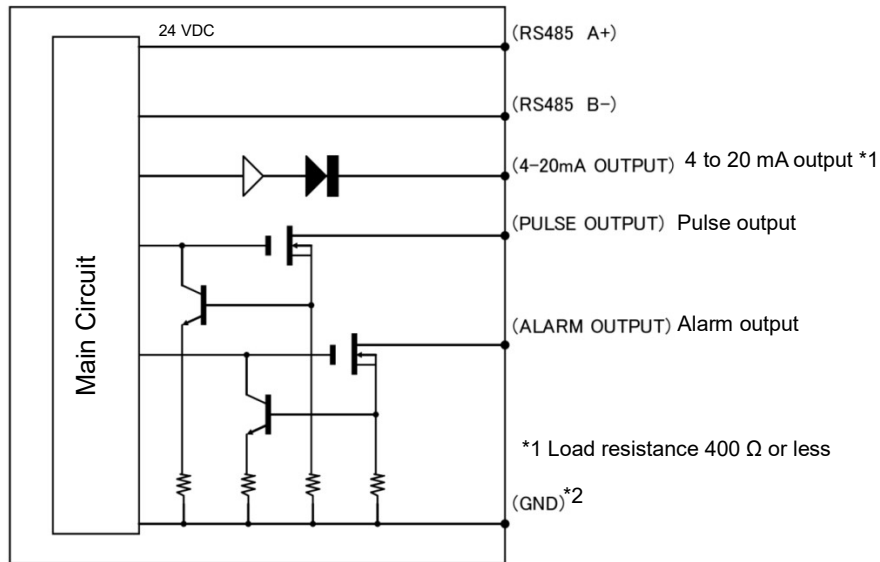 24 VDC
(RS485 A+)
(RS485 B-)
(4-20mA OUTPUT) 4 to 20 mA output *1
(PULSE OUTPUT) Pulse output
Main Circuit
(ALARM OUTPUT) Alarm output
*1 Load resistance 400 Ω or less
(GND)*2